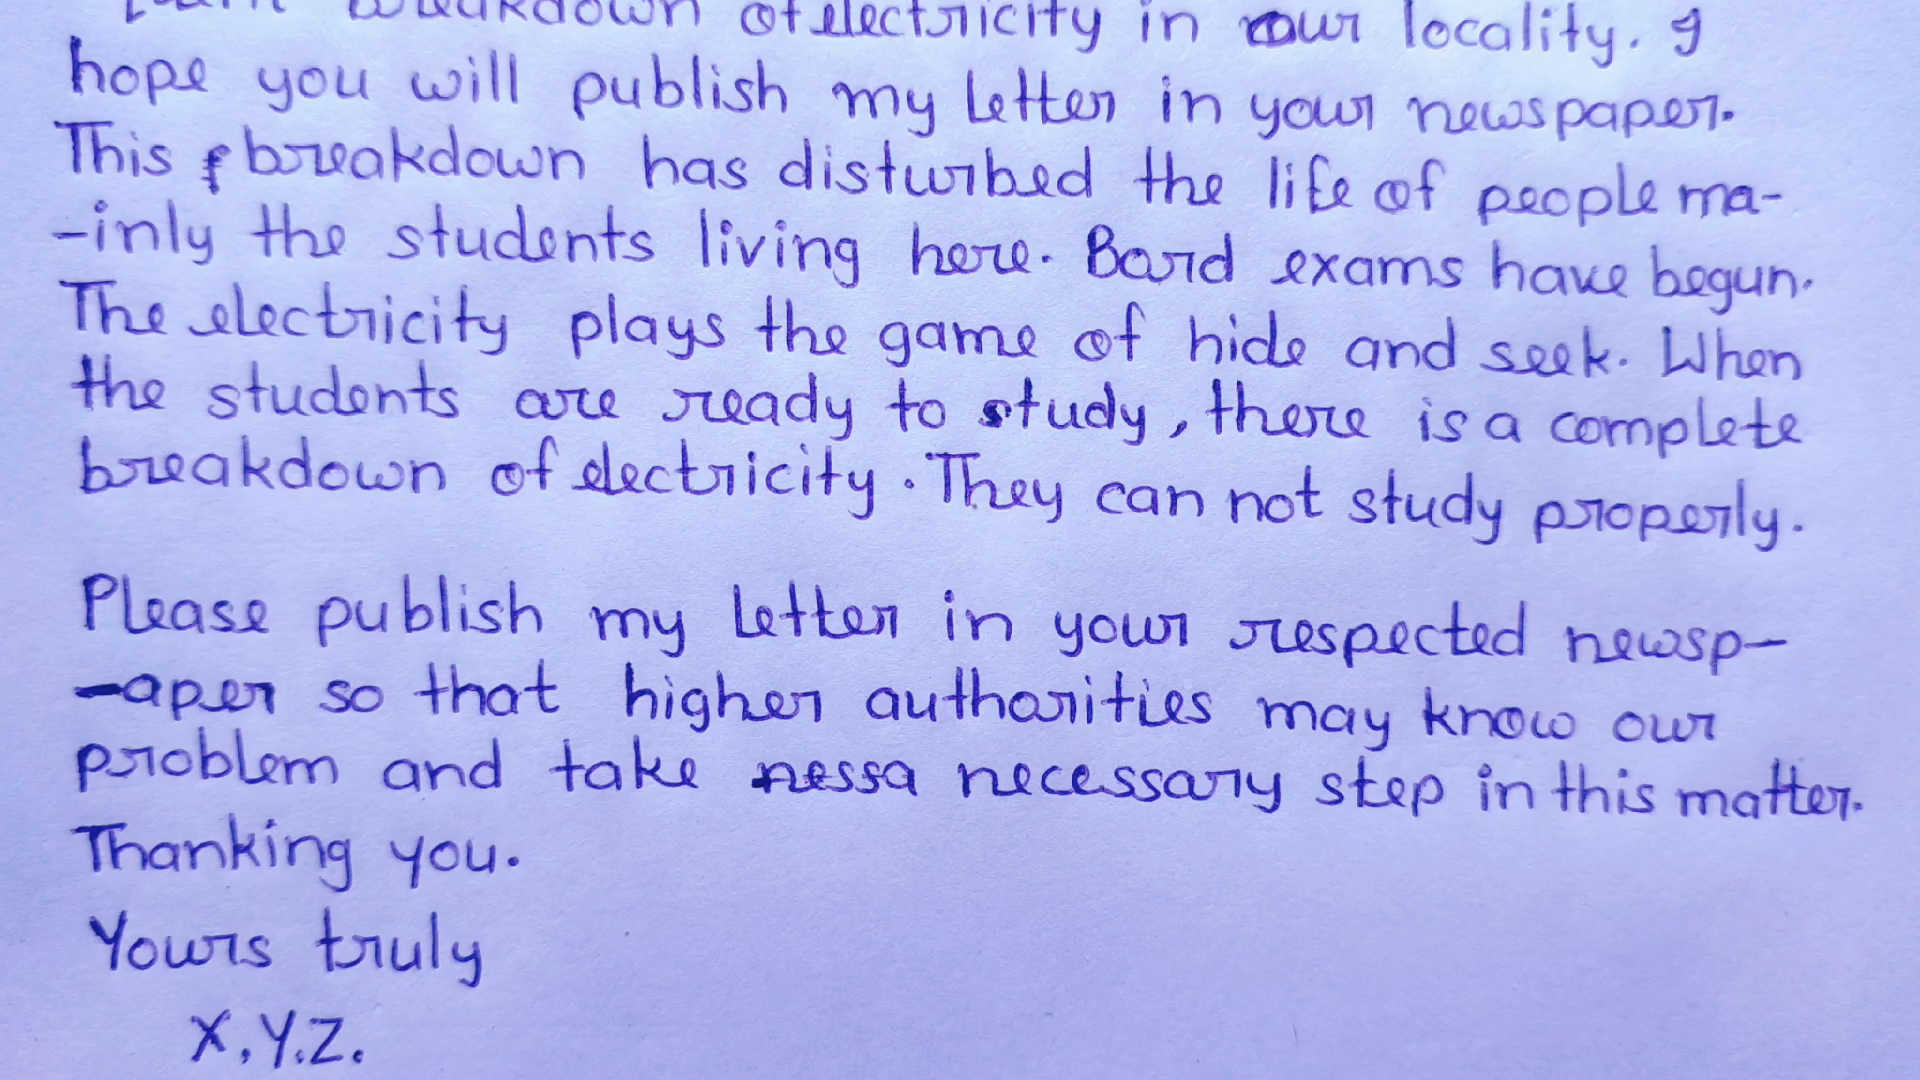 breakdown of electricity in our locality. I
hope you will publish my letter in your newspaper.
This breakdown has disturbed the life of people ma-
-inly the students living here. Board exams have begun.
The electricity plays the game of hide and seek. When
the students are ready to study, there is a complete
breakdown of electricity. They can not study properly.
Please publish my letter in your respected newsp-
-aper so that higher authorities may know our
problem and take nessa necessary step in this matter.
Thanking you.
Yours truly
X.Y.Z.